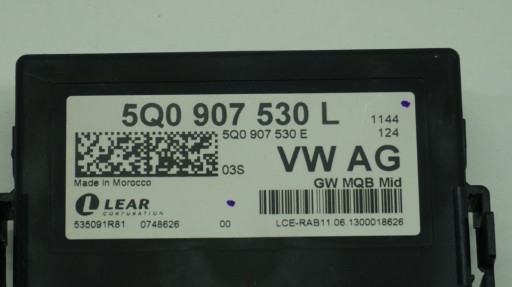 5Q0 907 530 L 1144
5Q0 907 530 E 124
03S VW AG
Made in Morocco GW MQB Mid
LEAR
CORPORATION
535091R81 0748626 00 LCE-RAB11.06.1300018626